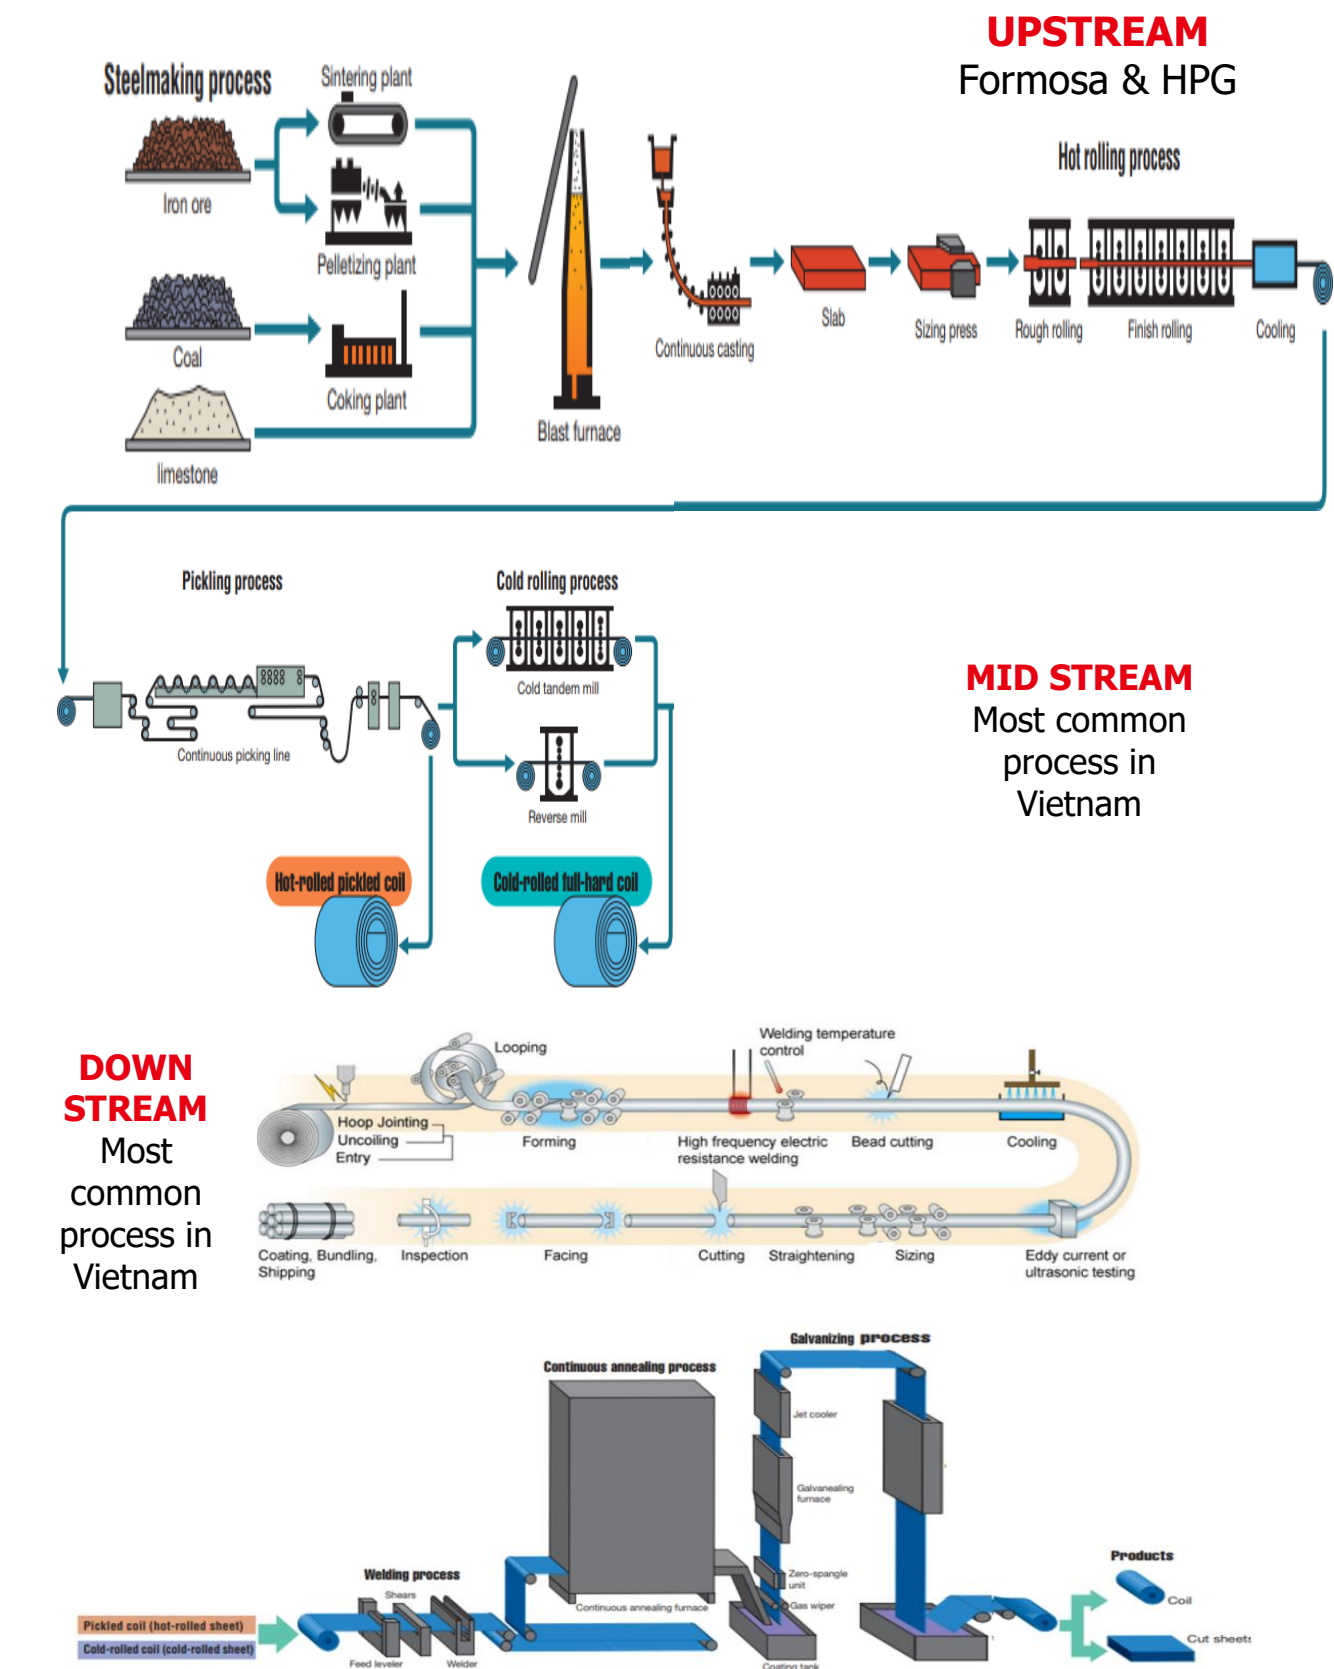 UPSTREAM
Formosa & HPG
Steelmaking process
Sintering plant
Iron ore
Pelletizing plant
Coal
Coking plant
limestone
Blast furnace
Continuous casting
Slab
Sizing press
Hot rolling process
Rough rolling
Finish rolling
Cooling
Pickling process
Continuous picking line
Cold rolling process
Cold tandem mill
Reverse mill
Hot-rolled pickled coil
Cold-rolled full-hard coil
MID STREAM
Most common
process in
Vietnam
DOWN
STREAM
Most
common
process in
Vietnam
Looping
Hoop Jointing
Uncoiling
Entry
Forming
Welding temperature
control
High frequency electric
resistance welding
Bead cutting
Cooling
Coating, Bundling,
Shipping
Inspection
Facing
Cutting
Straightening
Sizing
Eddy current or
ultrasonic testing
Galvanizing process
Continuous annealing process
Jet cooler
Galvanealing
furnace
Zero-spangle
unit
Gas wiper
Welding process
Shears
Continuous annealing furnace
Pickled coil (hot-rolled sheet)
Cold-rolled coil (cold-rolled sheet)
Feed leveler
Welder
Coating tank
Products
Coil
Cut sheets